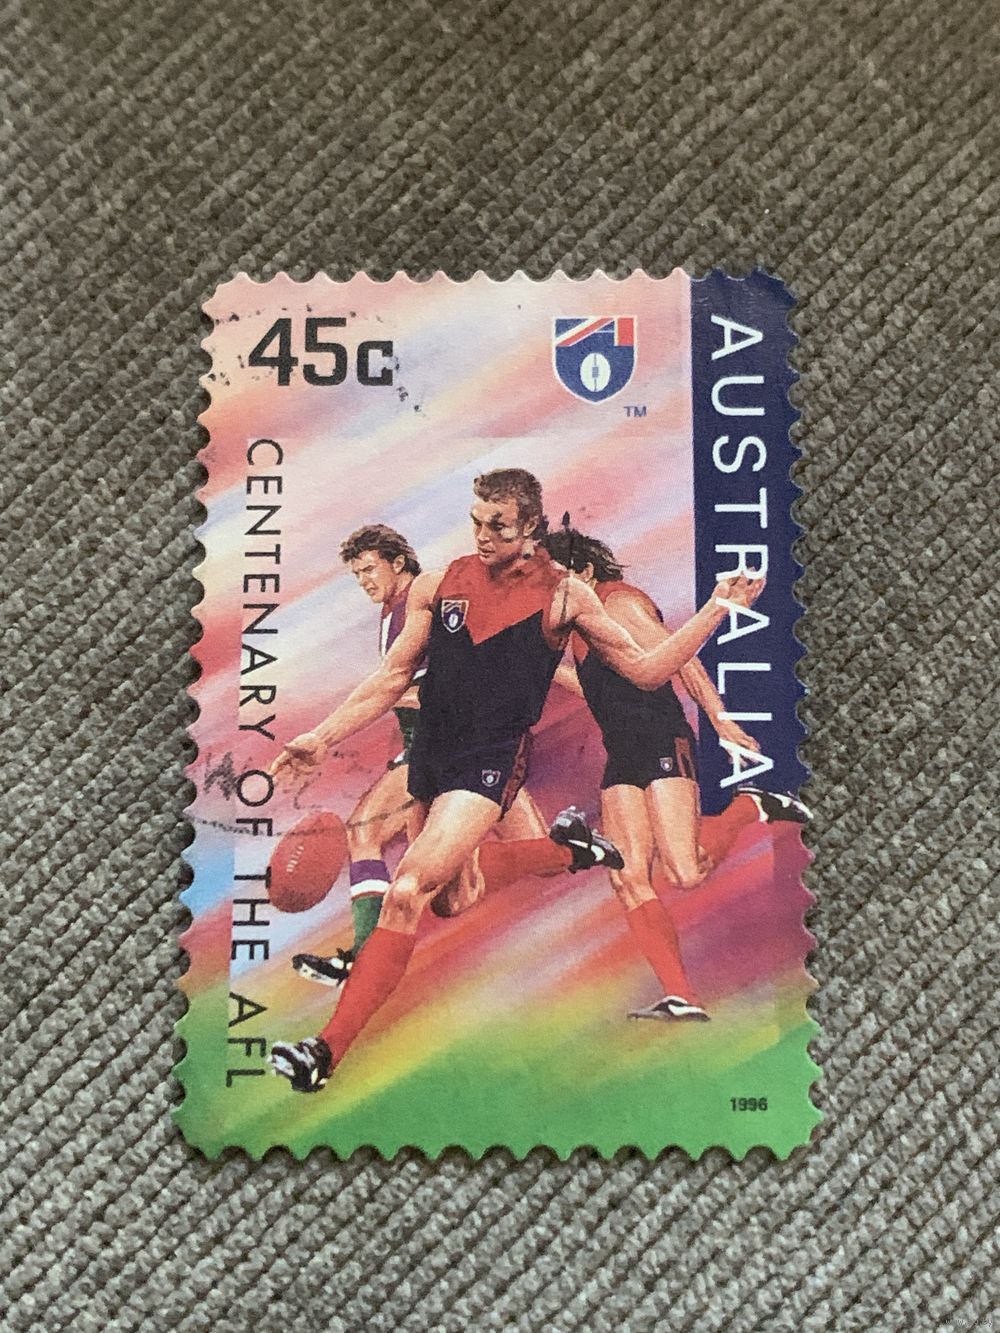 45c
TM
AUSTRALIA
CENTENARY OF THE AFL
1996